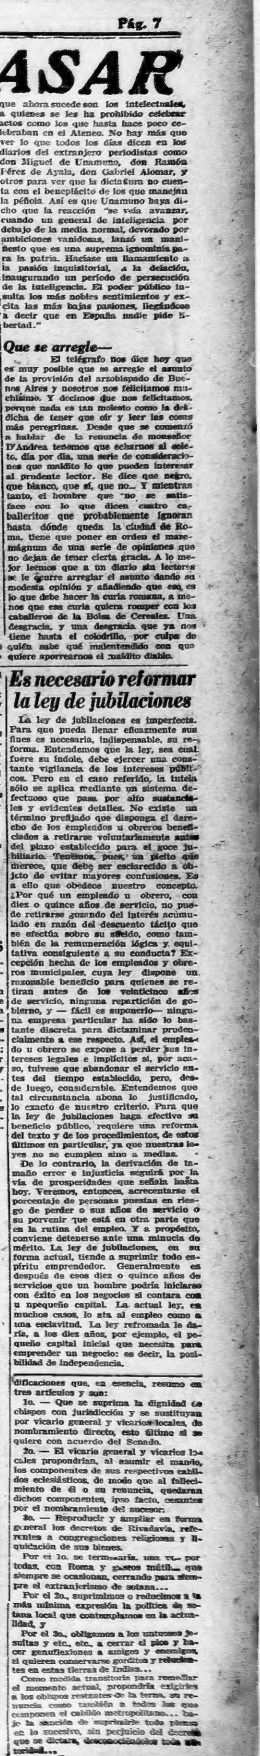 Pág. 7
ASAR
que ahora sucede son los intelectuales,
a quienes se les ha prohibido celebrar
actos como los que hasta hace poco ce-
lebraban en el Ateneo. No hay más que
ver lo que todos los días dicen en los
diarios del extranjero periodistas como
don Miguel de Unamuno, don Ramón
Pérez de Ayala, don Gabriel Alomar, y
otros para ver que la dictadura no cuen-
ta con el beneplácito de los que manejan
la péñola. Así es que Unamuno haya di-
cho que la reacción "se veía avanzar,
cuando un general de inteligencia por
debajo de la media normal, devorado por
ambiciones vanidosas, lanzó un mani-
fiesto que es una suprema ignominia pa-
ra la patria. Hacíase un llamamiento a
la pasión inquisitorial, a la delación,
inaugurando un período de persecución
de la inteligencia. El poder público in-
sulta los más nobles sentimientos y ex-
cita las más bajas pasiones, llegándose
a decir que en España nadie pide li-
bertad."
Que se arregle—
El telégrafo nos dice hoy que
es muy posible que se arregle el asunto
de la provisión del arzobispado de Bue-
nos Aires y nosotros nos felicitamos mu-
chísimo. Y decimos que nos felicitamos,
porque nada es tan molesto como la des-
dicha de tener que oír y leer las cosas
más peregrinas. Desde que se comenzó
a hablar de la renuncia de monseñor
D'Andrea tenemos que echarnos al cole-
to, día por día, una serie de consideracio-
nes que maldito lo que pueden interesar
al prudente lector. Se dice que negro,
que blanco, que sí, que no... Y mientras
tanto, el hombre que no se satis-
face con lo que dicen cuatro ca-
balleritos que probablemente ignoran
hasta dónde queda la ciudad de Ro-
ma, tiene que poner en orden el mare-
mágnum de una serie de opiniones que
no dejan de tener cierta gracia. A lo me-
jor leemos que a un diario sin lectores
se le ocurre arreglar el asunto dando su
modesta opinión y añadiendo que eso es
lo que debe hacer la curia romana, a me-
nos que esa curia quiera romper con los
caballeros de la Bolsa de Cereales. Una
desgracia, y una desgracia que ya nos
tiene hasta el colodrillo, por culpa de
quién sabe qué malentendido con que
quiere aporrearnos el maldito diablo.
Es necesario reformar
la ley de jubilaciones
La ley de jubilaciones es imperfecta.
Para que pueda llenar eficazmente sus
fines es necesaria, indispensable, su re-
forma. Entendemos que la ley, sea cual
fuere su índole, debe ejercer una cons-
tante vigilancia de los intereses públi-
cos. Pero en el caso referido, la tutela
sólo se aplica mediante un sistema de-
fectuoso que pasa por alto sustancia-
les y evidentes detalles. No existe un
término prefijado que disponga el dere-
cho de los empleados u obreros benefi-
ciados a retirarse voluntariamente antes
del plazo establecido para el goce ju-
bilatorio. Tenemos, pues, un pleito que
merece, que debe ser esclarecido a ob-
jeto de evitar mayores confusiones. Es
a ello que obedece nuestro concepto.
¿Por qué un empleado u obrero, con
diez o quince años de servicio, no pue-
de retirarse gozando del interés acumu-
lado en razón del descuento tácito que
se efectúa sobre su sueldo, como tam-
bién de la remuneración lógica y equi-
tativa consiguiente a su conducta? Ex-
cepción hecha de los empleados y obre-
ros municipales, cuya ley dispone un
razonable beneficio para quienes se re-
tiran antes de los veinticinco años
de servicio, ninguna repartición de go-
bierno, y — fácil es suponerlo— ningu-
na empresa particular ha sido lo bas-
tante discreta para dictaminar pruden-
cialmente a ese respecto. Así, el emplea-
do u obrero se expone a perder sus in-
tereses legales e implícitos si, por aca-
so, tuviese que abandonar el servicio an-
tes del tiempo establecido, pero, des-
de luego, considerable. Entendemos que
tal circunstancia abona lo justificado,
lo exacto de nuestro criterio. Para que
la ley de jubilaciones haga efectivo su
beneficio público, requiere una reforma
del texto y de los procedimientos, de estos
últimos en particular, ya que nuestras le-
yes no se cumplen sino a medias.
De lo contrario, la derivación de ta-
maño error e injusticia seguirá por la
vía de prosperidades que señala hasta
hoy. Veremos, entonces, acrecentarse el
porcentaje de personas puestas en ries-
go de perder o sus años de servicio o
su porvenir que está en otra parte que
en la rutina del empleo. Y a propósito,
conviene detenerse ante una minucia de
mérito. La ley de jubilaciones, en su
forma actual, tiende a suprimir todo es-
píritu emprendedor. Generalmente es
después de esos diez o quince años de
servicios que un hombre podría iniciarse
con éxito en los negocios si contara con
un pequeño capital. La actual ley, en
muchos casos, lo ata al empleo como a
una esclavitud. La ley reformada le da-
ría, a los diez años, por ejemplo, el pe-
queño capital inicial que necesita para
emprender un negocio: es decir, la posi-
bilidad de independencia.
dificaciones que, en esencia, resumo en
tres artículos y son:
1o. — Que se suprima la dignidad de
obispos con jurisdicción y se sustituyan
por vicario general y vicarios locales, de
nombramiento directo, esto último si se
quiere con acuerdo del Senado.
2o. — El vicario general y vicarios lo-
cales propondrían, al asumir el mando,
los componentes de sus respectivos cabil-
dos eclesiásticos, de modo que al falleci-
miento de él o su renuncia, quedaran
dichos componentes, ipso facto, cesantes
por el nombramiento del sucesor.
3o. — Reproducir y ampliar en forma
general los decretos de Rivadavia, refe-
rentes a congregaciones religiosas y li-
quidación de sus bienes.
Por el 1o. se terminaría, una vez por
todas, con Roma y gastos inútiles que
siempre se ocasionan, cerrando para siem-
pre el extranjerismo de sotana...
Por el 2o., suprimimos o reducimos a la
más mínima expresión la política de so-
tana local que contemplamos en la actua-
lidad, y
Por el 3o. obligamos a los untuosos je-
suitas y etc., etc., a cerrar el pico y ha-
cer genuflexiones a amigos y enemigos,
si quieren conservarse gorditos y relucien-
tes en estas tierras de Indias...
Como medida transitoria para remediar
el momento actual, propondría exigirles
a los obispos restantes de la terna, su re-
nuncia como también a todos los que
componen el cabildo metropolitano... ba-
jo la sanción de suprimirle todo
en lo sucesivo, sin perjuicio del decreto
que se dictara, desconociéndoles toda